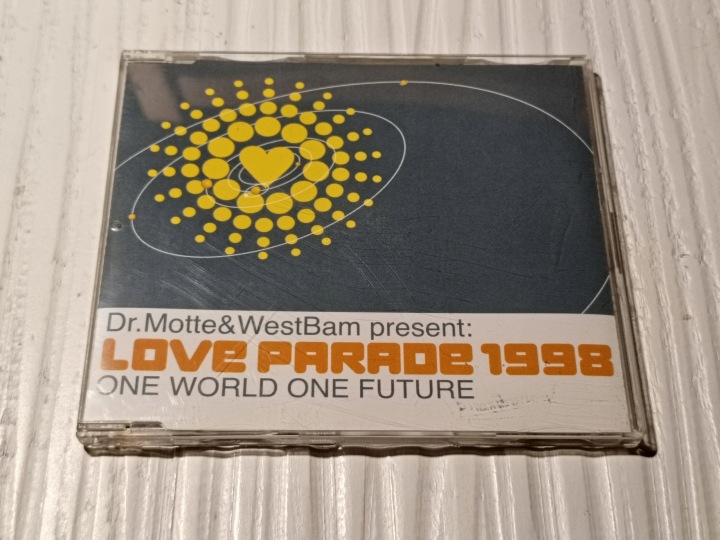 Dr.Motte&WestBam present:
LOVE PARADE 1998
ONE WORLD ONE FUTURE